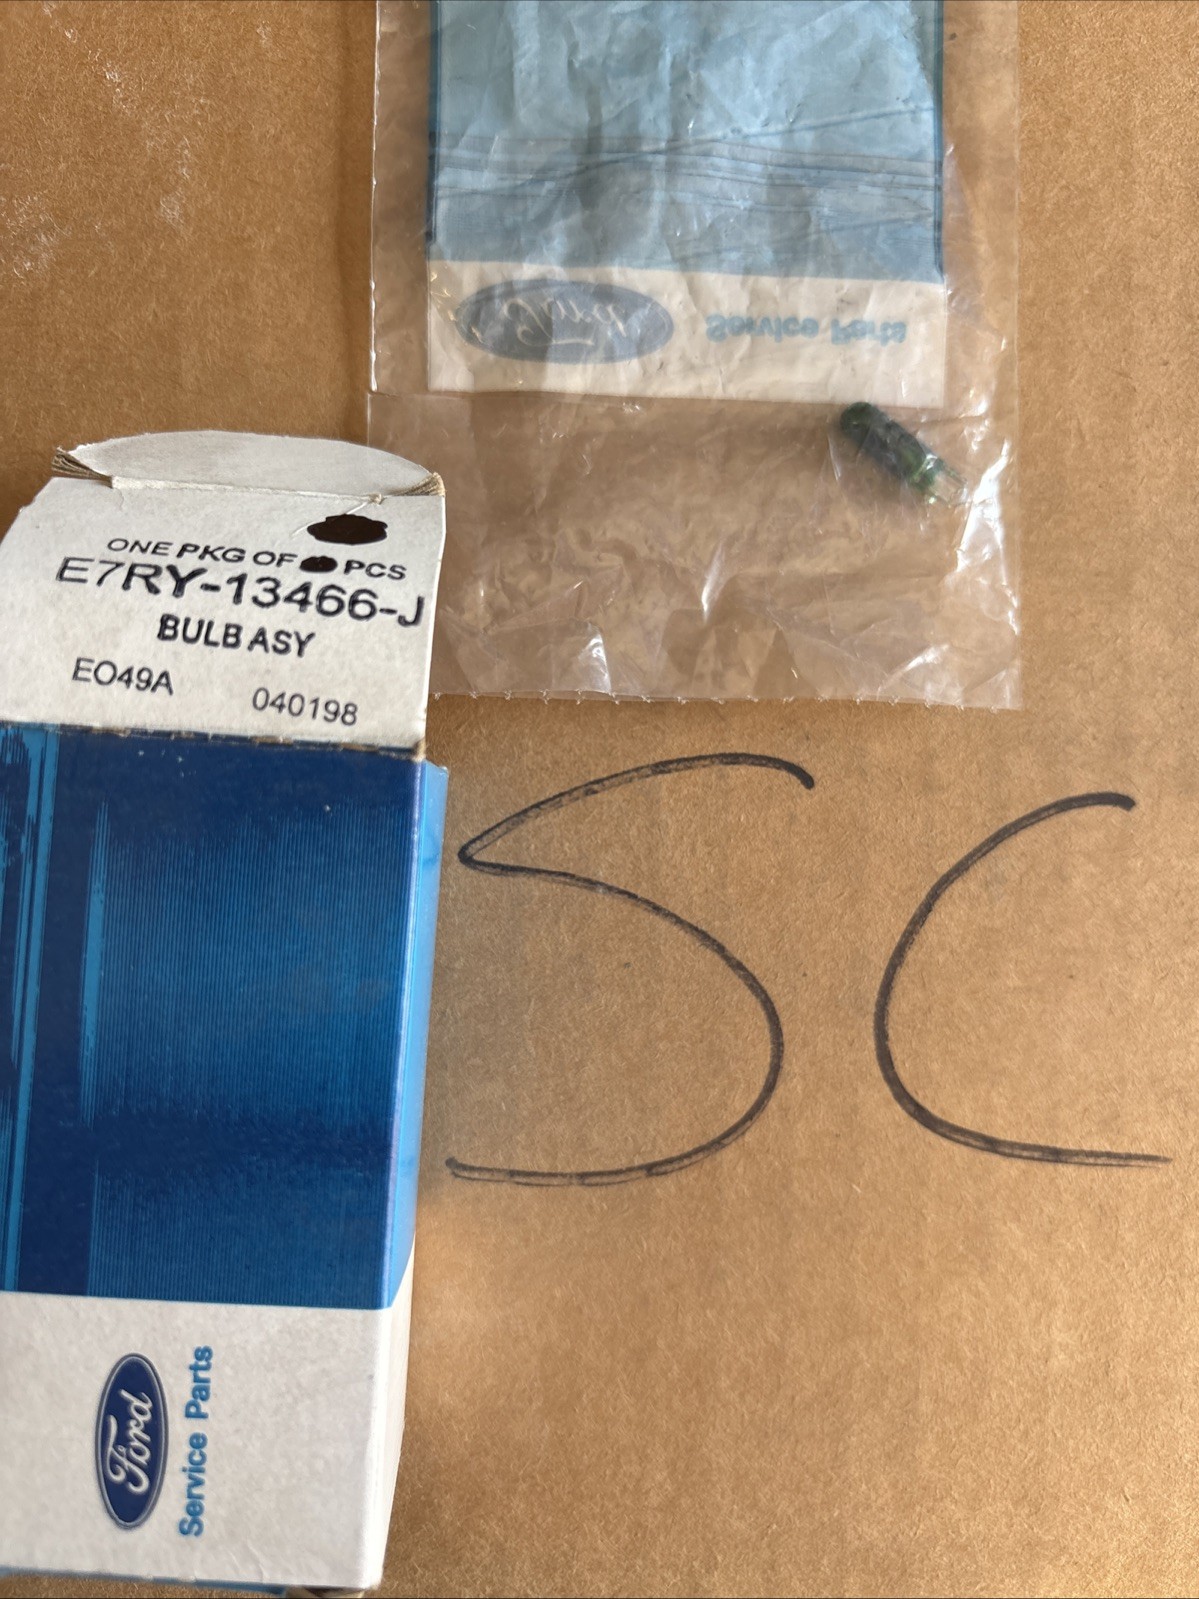 Ford Service Parts
ONE PKG OF PCS
E7RY-13466-J
BULB ASY
EO49A 040198
SC
Ford
Service Parts